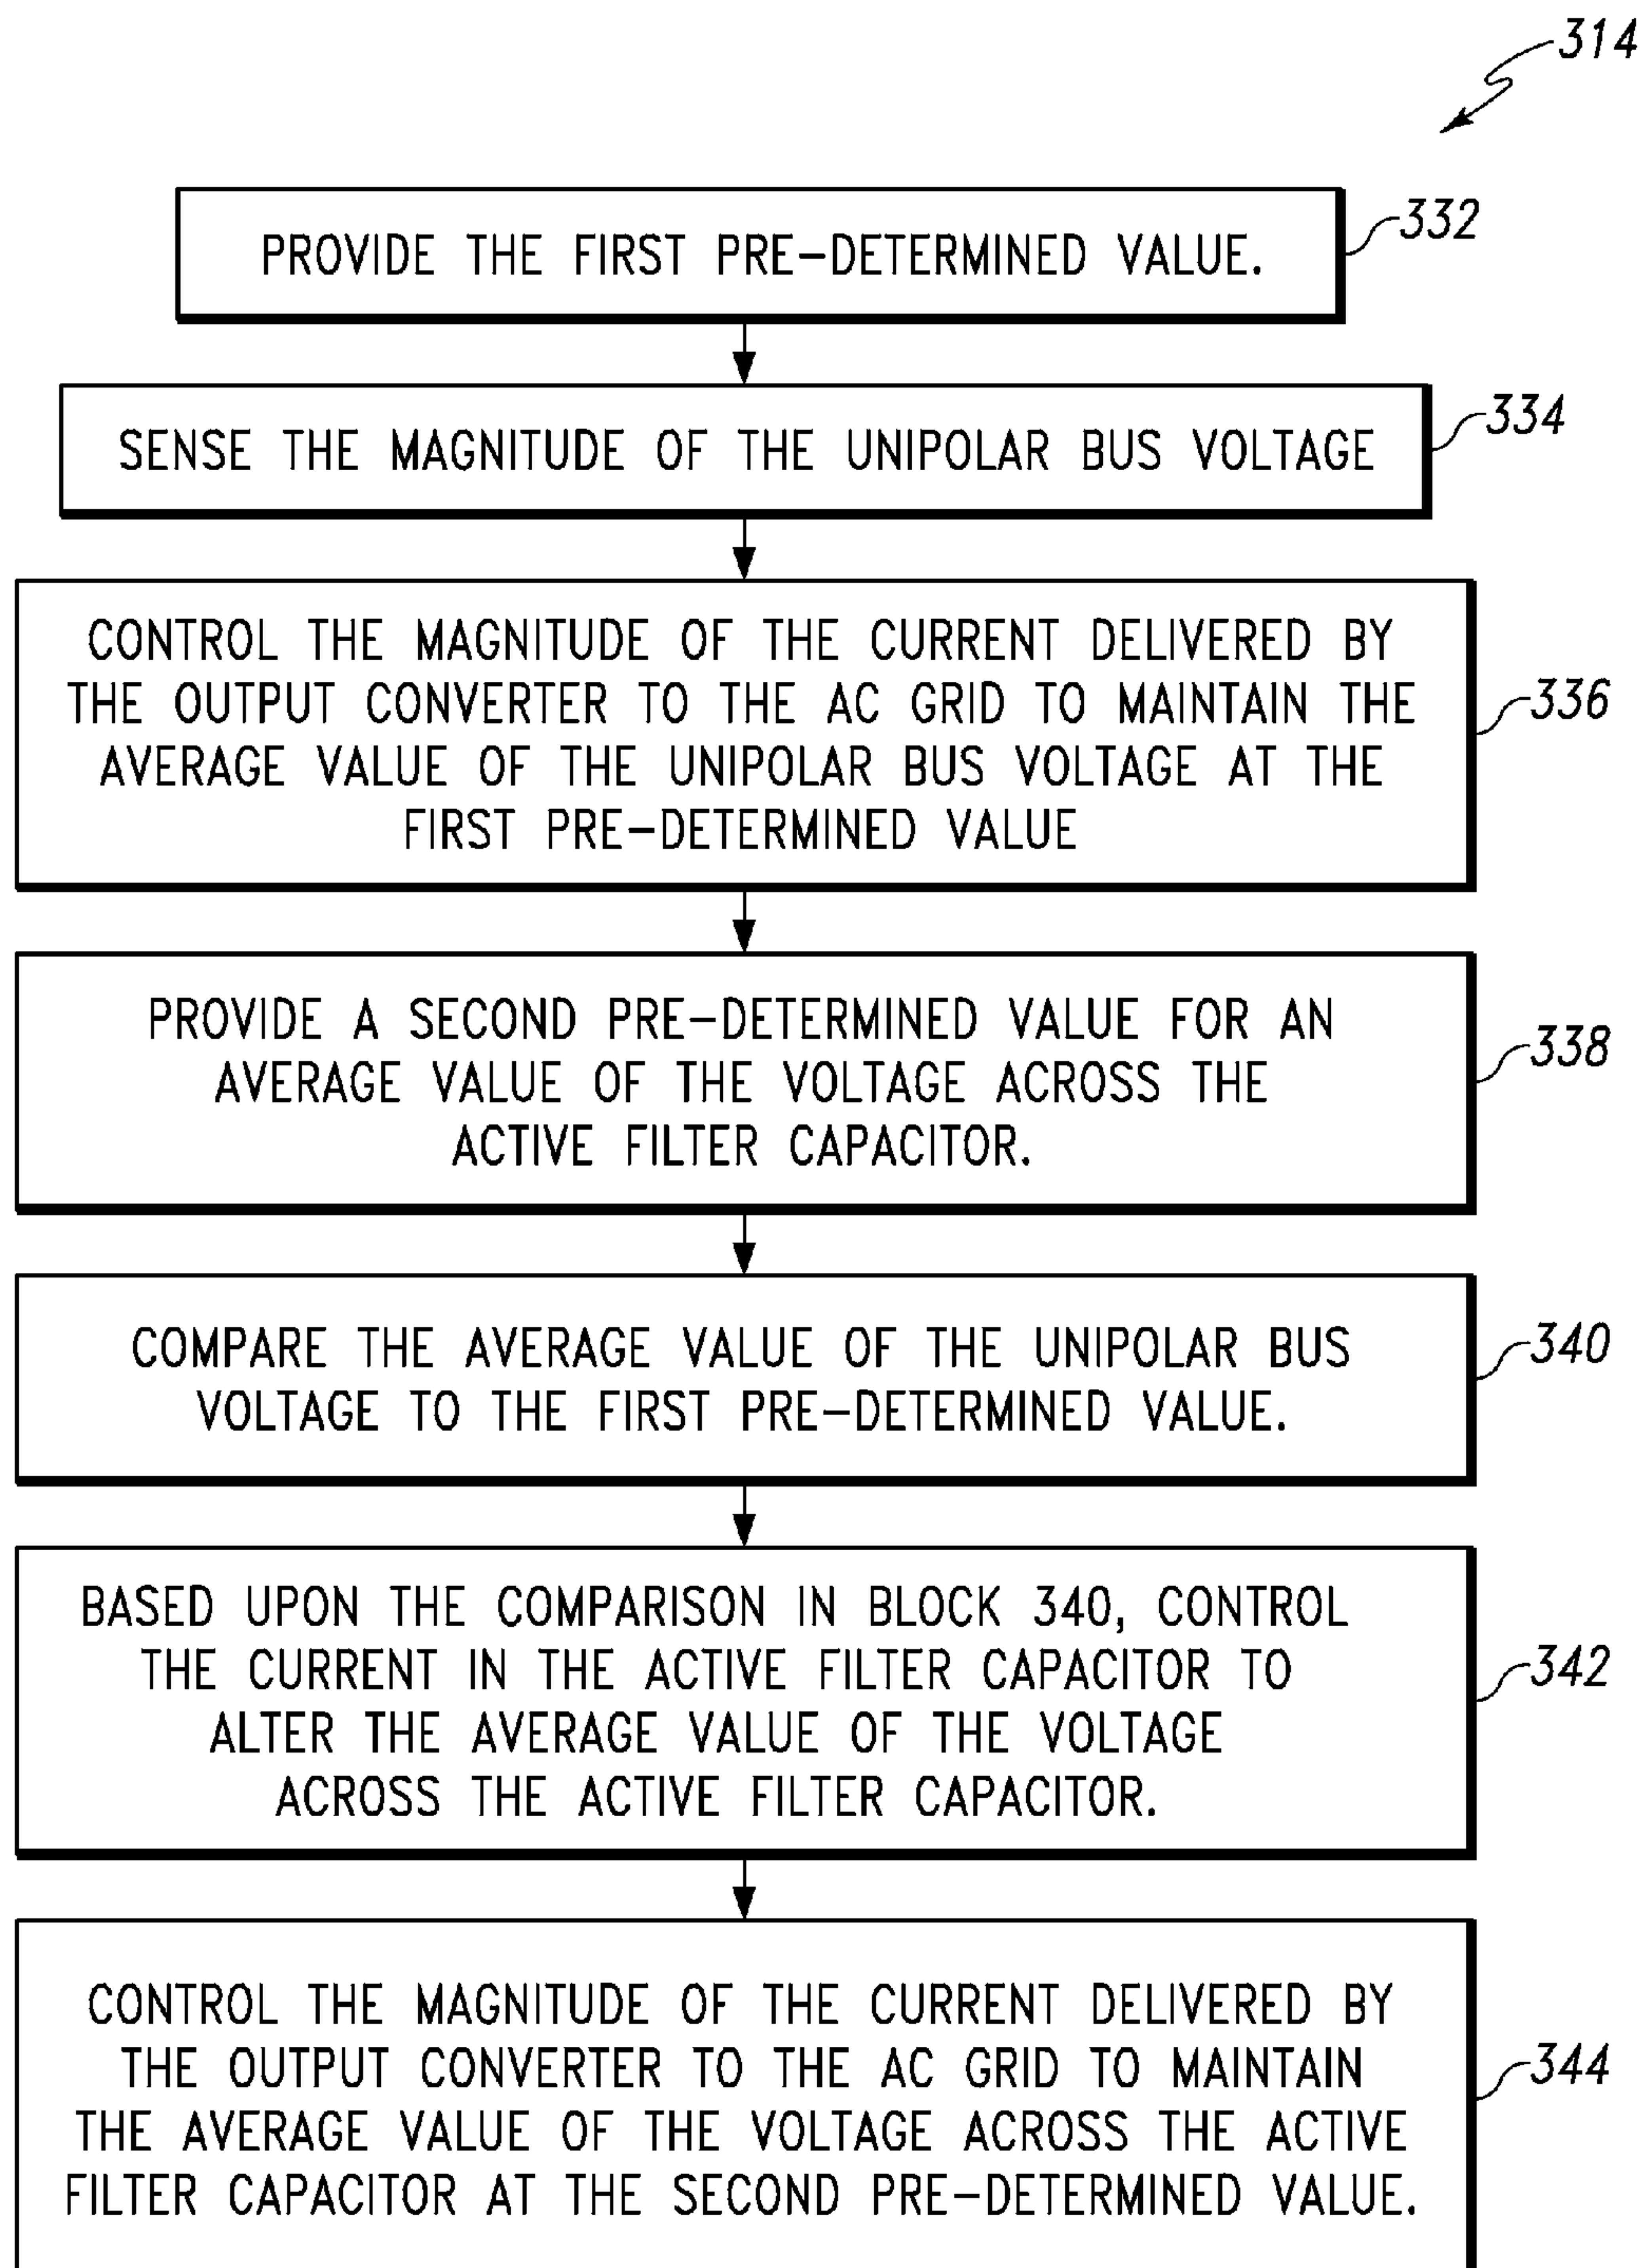 314
PROVIDE THE FIRST PRE-DETERMINED VALUE.
332
SENSE THE MAGNITUDE OF THE UNIPOLAR BUS VOLTAGE
334
CONTROL THE MAGNITUDE OF THE CURRENT DELIVERED BY
THE OUTPUT CONVERTER TO THE AC GRID TO MAINTAIN THE
AVERAGE VALUE OF THE UNIPOLAR BUS VOLTAGE AT THE
FIRST PRE-DETERMINED VALUE
336
PROVIDE A SECOND PRE-DETERMINED VALUE FOR AN
AVERAGE VALUE OF THE VOLTAGE ACROSS THE
ACTIVE FILTER CAPACITOR.
338
COMPARE THE AVERAGE VALUE OF THE UNIPOLAR BUS
VOLTAGE TO THE FIRST PRE-DETERMINED VALUE.
340
BASED UPON THE COMPARISON IN BLOCK 340, CONTROL
THE CURRENT IN THE ACTIVE FILTER CAPACITOR TO
ALTER THE AVERAGE VALUE OF THE VOLTAGE
ACROSS THE ACTIVE FILTER CAPACITOR.
342
CONTROL THE MAGNITUDE OF THE CURRENT DELIVERED BY
THE OUTPUT CONVERTER TO THE AC GRID TO MAINTAIN
THE AVERAGE VALUE OF THE VOLTAGE ACROSS THE ACTIVE
FILTER CAPACITOR AT THE SECOND PRE-DETERMINED VALUE.
344